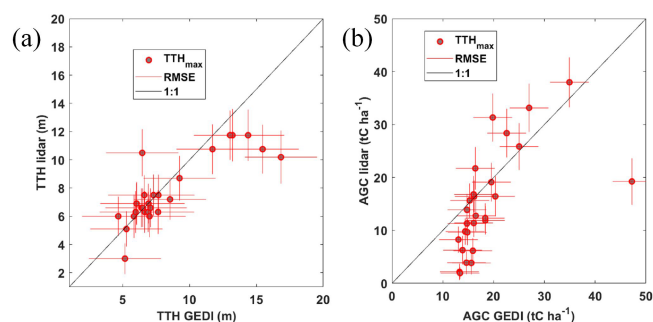 (a)
20
18
16
14
12
10
8
6
4
2
TTH lidar (m)
TTHmax
RMSE
1:1
5 10 15 20
TTH GEDI (m)
(b)
50
40
30
20
10
0
AGC lidar (tC ha⁻¹)
TTHmax
RMSE
1:1
0 10 20 30 40 50
AGC GEDI (tC ha⁻¹)